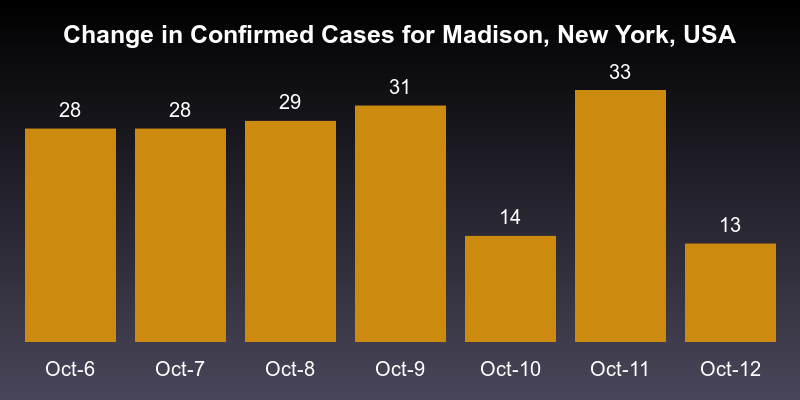 Change in Confirmed Cases for Madison, New York, USA
28 28 29 31 14 33 13
Oct-6 Oct-7 Oct-8 Oct-9 Oct-10 Oct-11 Oct-12